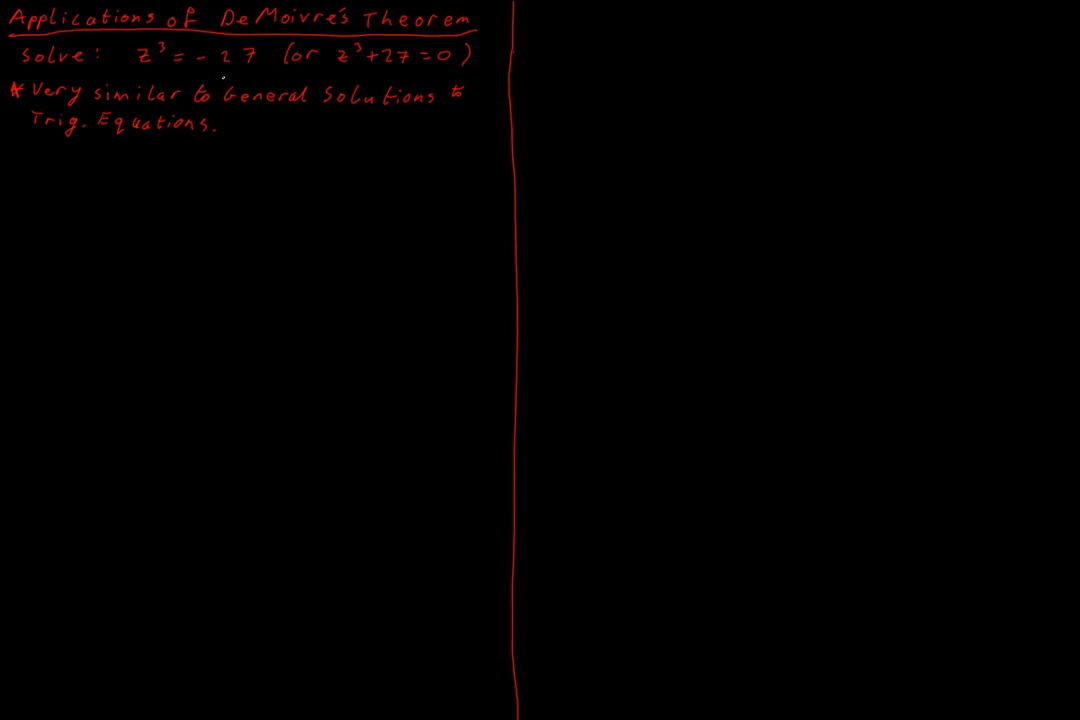 Applications of De Moivre's Theorem
Solve: z³ = -27 (or z³+27=0)
* Very similar to General Solutions to
Trig. Equations.